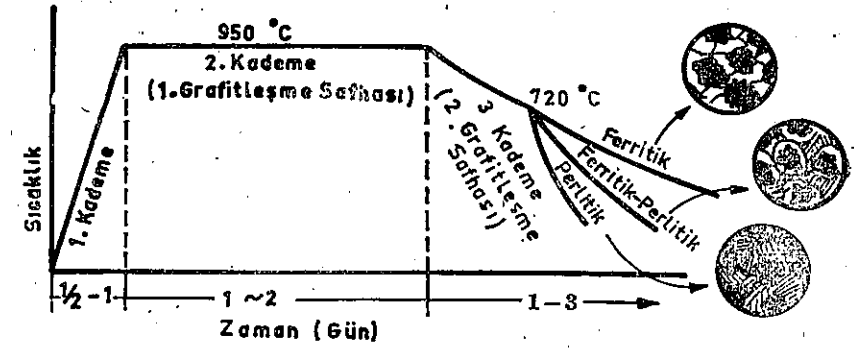 950 °C
2. Kademe
(1.Grafitleşme Safhası)
Sıcaklık
1. Kademe
3 Kademe
(2. Grafitleşme
Safhası)
720 °C
Ferritik
Ferritik-Perlitik
Perlitik
½-1
1 ~2
1-3
Zaman (Gün)